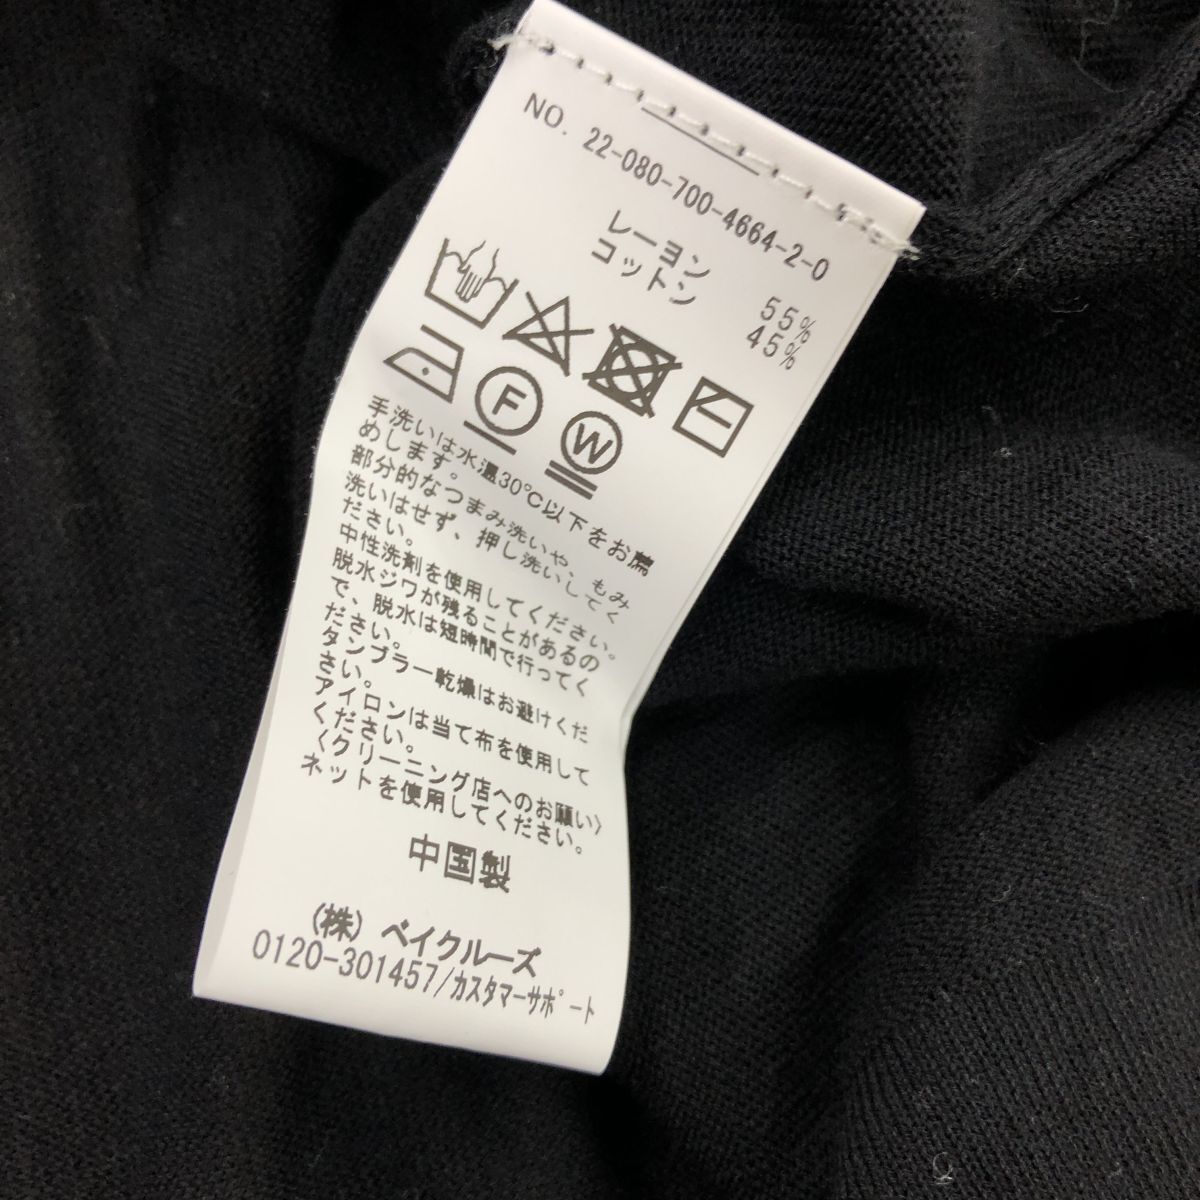 NO. 22-080-700-4664-2-0
レーヨン 55%
コットン 45%
F
W
手洗いは水温30℃以下をお薦
めします。
部分的なつまみ洗いや、もみ
洗いはせず、押し洗いしてく
ださい。
中性洗剤を使用してください。
脱水ジワが残ることがあるの
で、脱水は短時間で行ってく
ださい。
タンブラー乾燥はお避けくだ
さい。
アイロンは当て布を使用して
ください。
〈クリーニング店へのお願い〉
ネットを使用してください。
中国製
(株) ベイクルーズ
0120-301457/カスタマーサポート